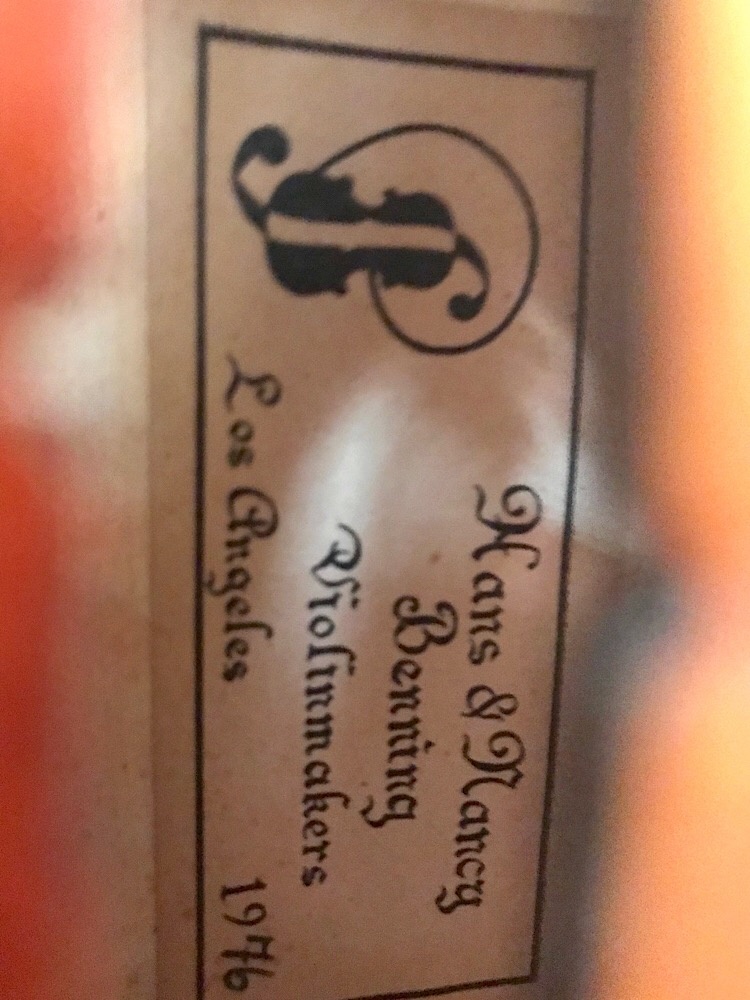 Hans & Nancy
Benning
Violinmakers
Los Angeles 1976